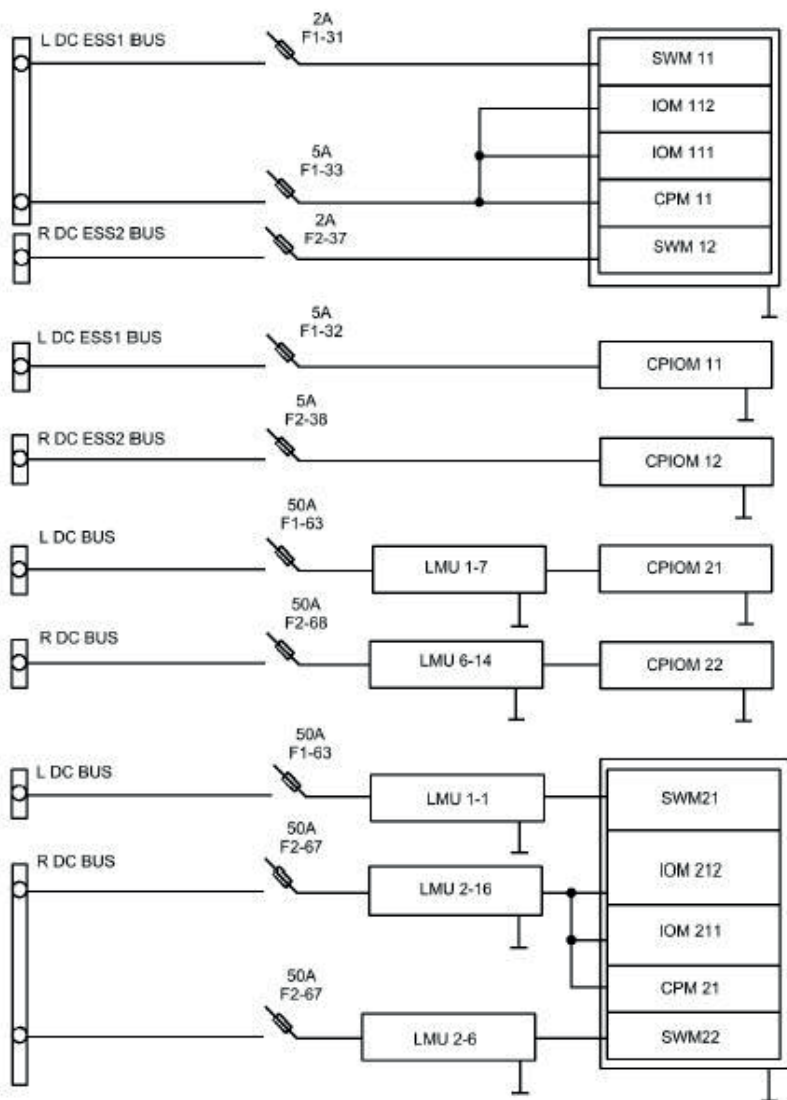 L DC ESS1 BUS
2A
F1-31
SWM 11
IOM 112
IOM 111
5A
F1-33
CPM 11
R DC ESS2 BUS
2A
F2-37
SWM 12
L DC ESS1 BUS
5A
F1-32
CPIOM 11
R DC ESS2 BUS
5A
F2-38
CPIOM 12
L DC BUS
50A
F1-63
LMU 1-7
CPIOM 21
R DC BUS
50A
F2-68
LMU 6-14
CPIOM 22
L DC BUS
50A
F1-63
LMU 1-1
SWM21
R DC BUS
50A
F2-67
LMU 2-16
IOM 212
IOM 211
CPM 21
50A
F2-67
LMU 2-6
SWM22